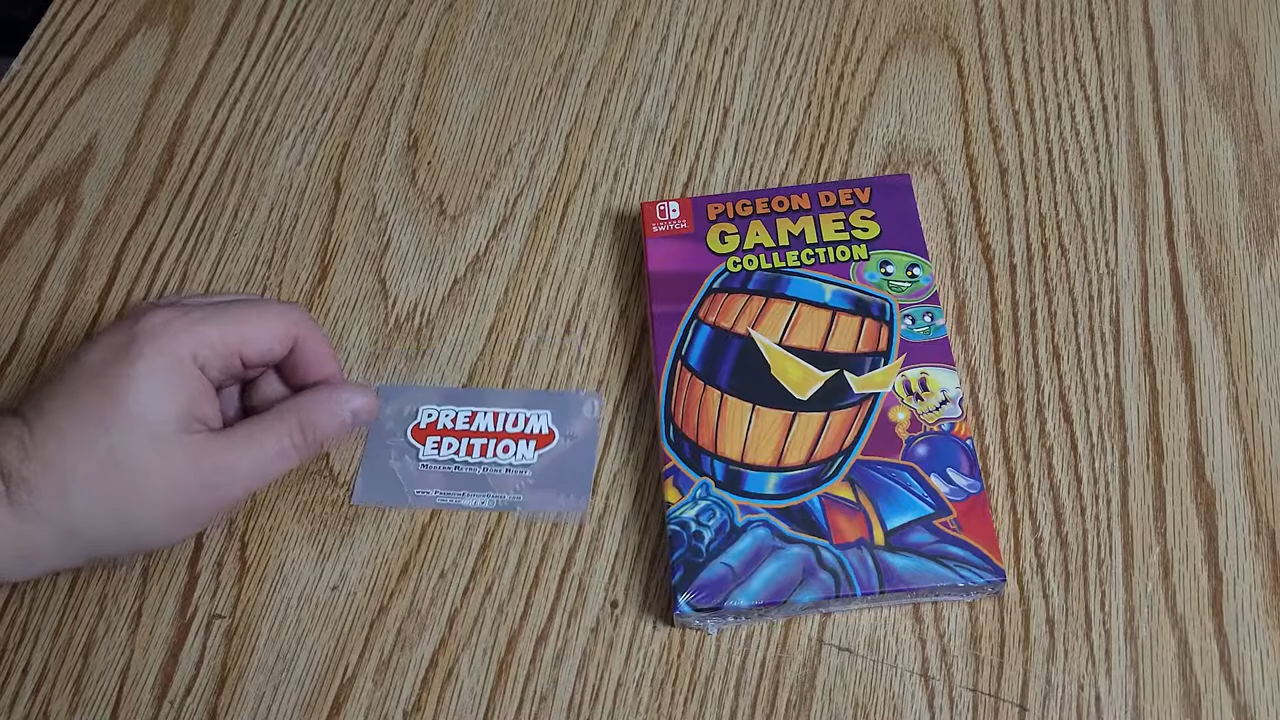 PREMIUM
EDITION
MODERN RETRO, DONE RIGHT.
www.PremiumEditionGames.com
NINTENDO
SWITCH
PIGEON DEV
GAMES
COLLECTION